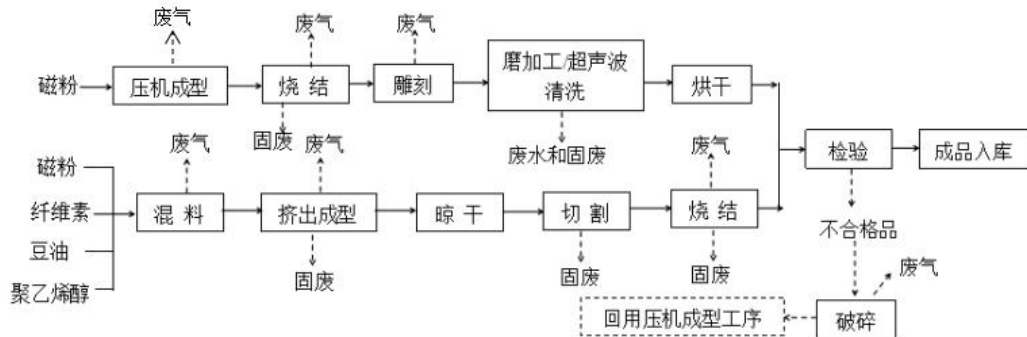 废气
废气
废气
磁粉
压机成型
烧 结
雕刻
磨加工/超声波
清洗
烘干
固废
废水和固废
废气
废气
废气
磁粉
纤维素
豆油
聚乙烯醇
混 料
挤出成型
晾 干
切 割
烧 结
检验
成品入库
固废
固废
固废
不合格品
废气
回用压机成型工序
破碎